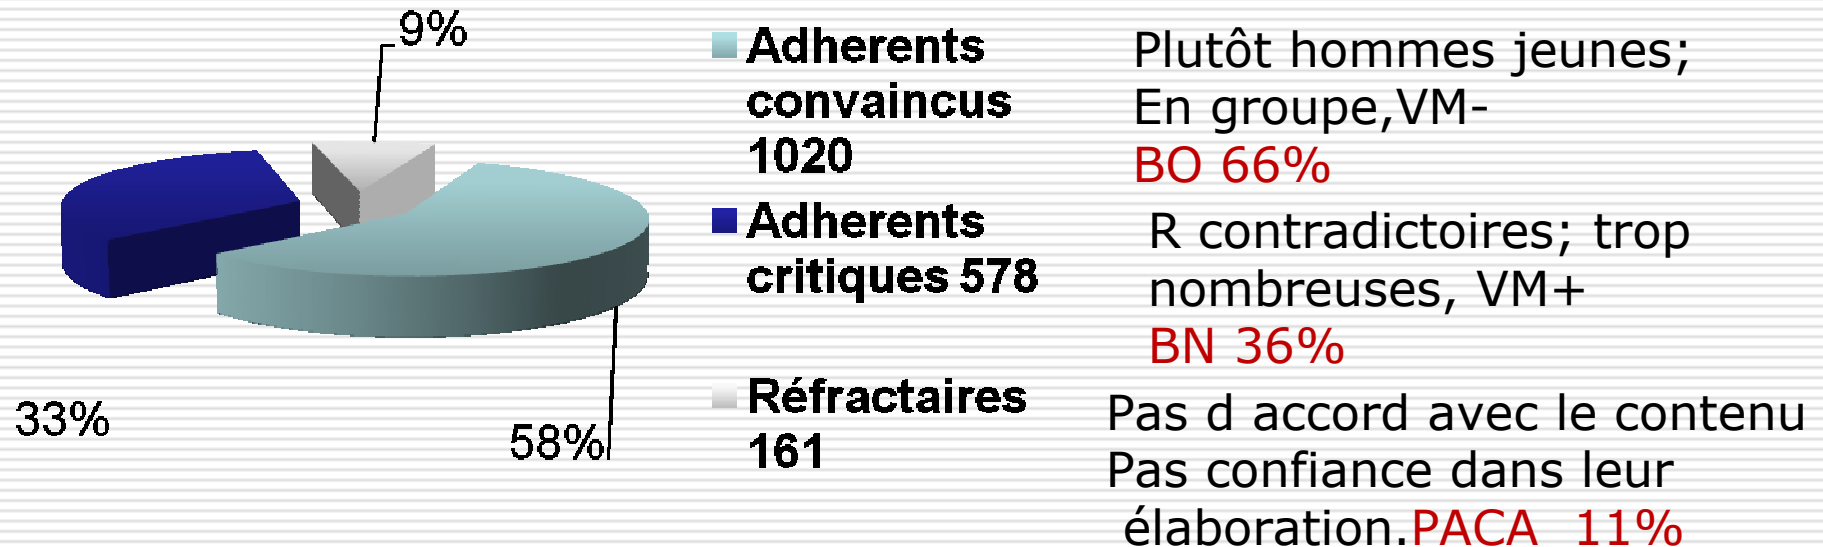 9%
33%
58%
Adherents
convaincus
1020
Adherents
critiques 578
Réfractaires
161
Plutôt hommes jeunes;
En groupe,VM-
BO 66%
R contradictoires; trop
nombreuses, VM+
BN 36%
Pas d accord avec le contenu
Pas confiance dans leur
élaboration.PACA 11%